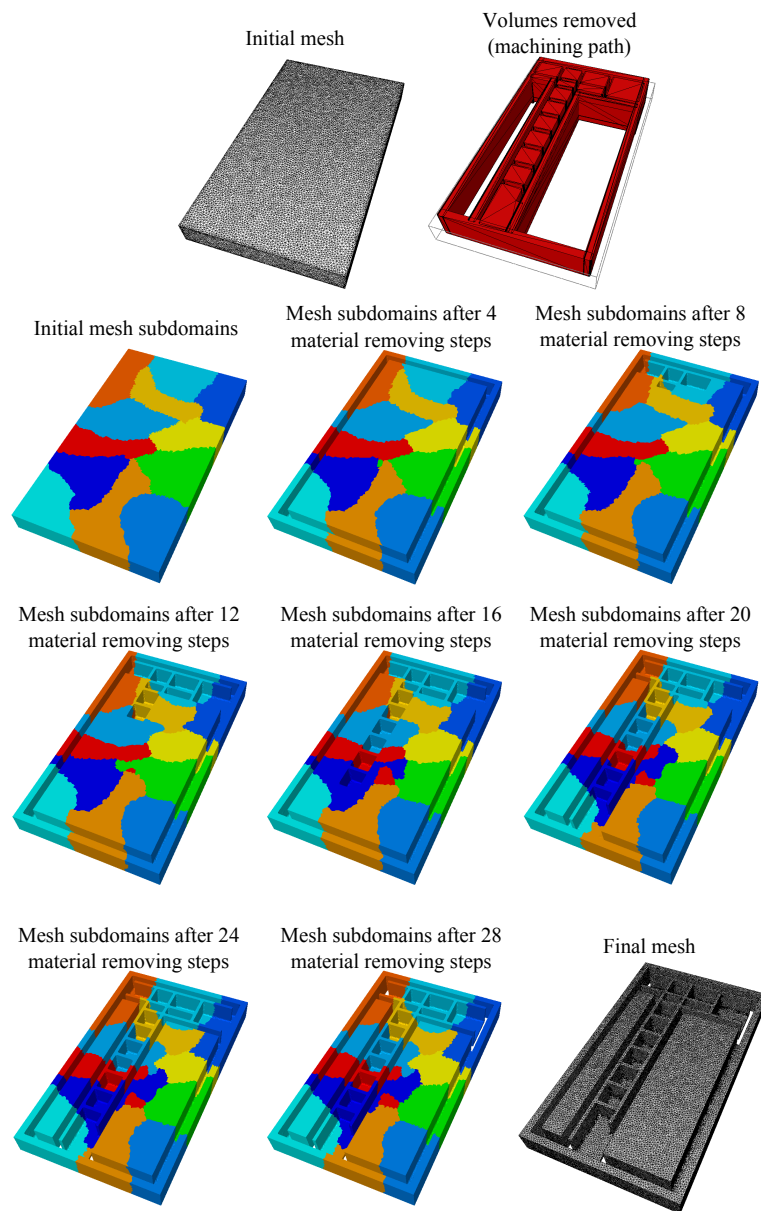 Initial mesh
Volumes removed
(machining path)
Initial mesh subdomains
Mesh subdomains after 4
material removing steps
Mesh subdomains after 8
material removing steps
Mesh subdomains after 12
material removing steps
Mesh subdomains after 16
material removing steps
Mesh subdomains after 20
material removing steps
Mesh subdomains after 24
material removing steps
Mesh subdomains after 28
material removing steps
Final mesh